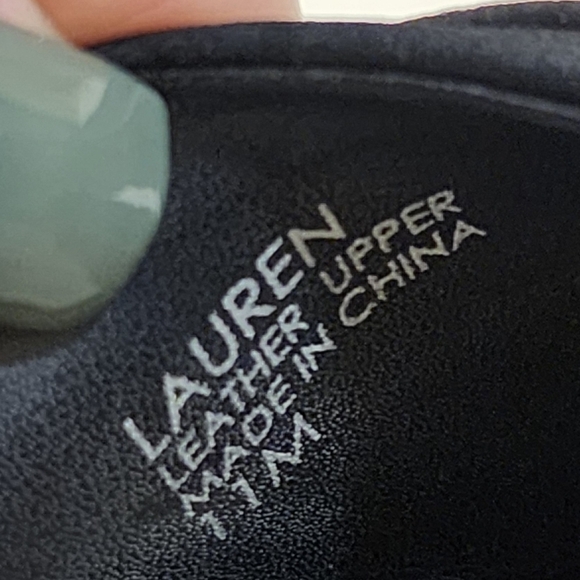 LAUREN
LEATHER UPPER
MADE IN CHINA
11M